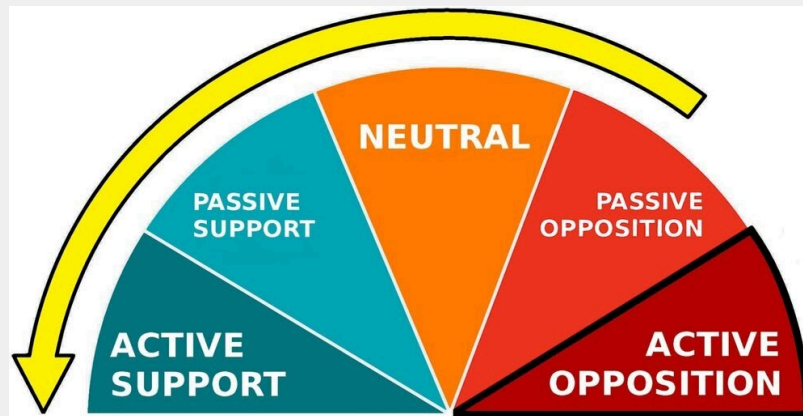 NEUTRAL
PASSIVE
SUPPORT
PASSIVE
OPPOSITION
ACTIVE
SUPPORT
ACTIVE
OPPOSITION